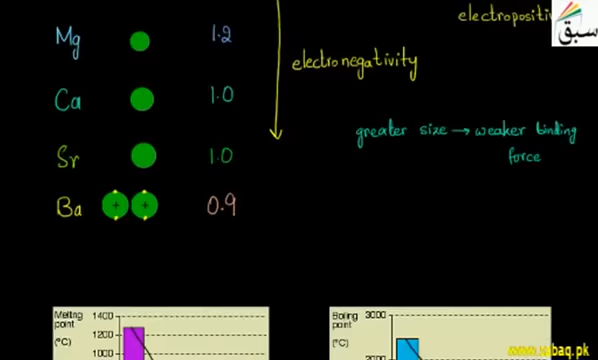 electropositi
سبق
Mg 1.2
electronegativity
Ca 1.0
greater size → weaker binding
force
Sr 1.0
Ba + + 0.9
Melting
point
(°C)
1400
1200
1000
Boiling
point
(°C)
3000
2000
www.sabaq.pk